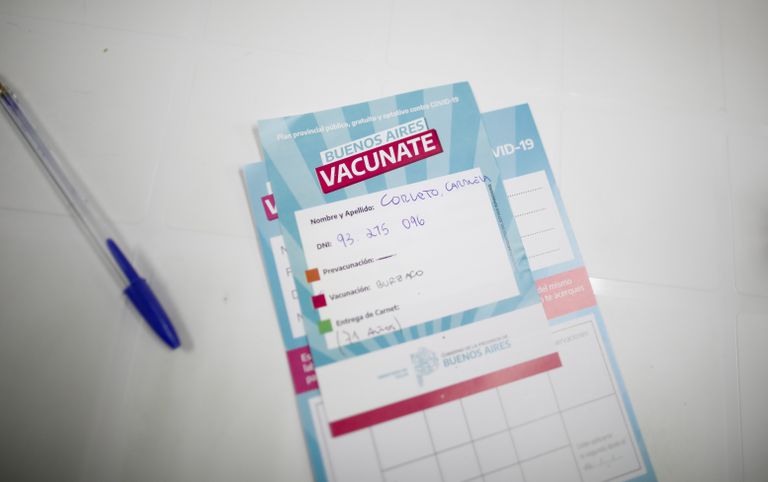 Plan provincial público, gratuito y optativo contra COVID-19
BUENOS AIRES
VACUNATE
Nombre y Apellido: CORLETO, CARMELA
DNI: 93. 275 096
Prevacunación: —
Vacunación: BURZACO
Entrega de Carnet:
(71 Años)
GOBIERNO DE LA PROVINCIA DE
BUENOS AIRES
VID-19
del mismo
te acerques